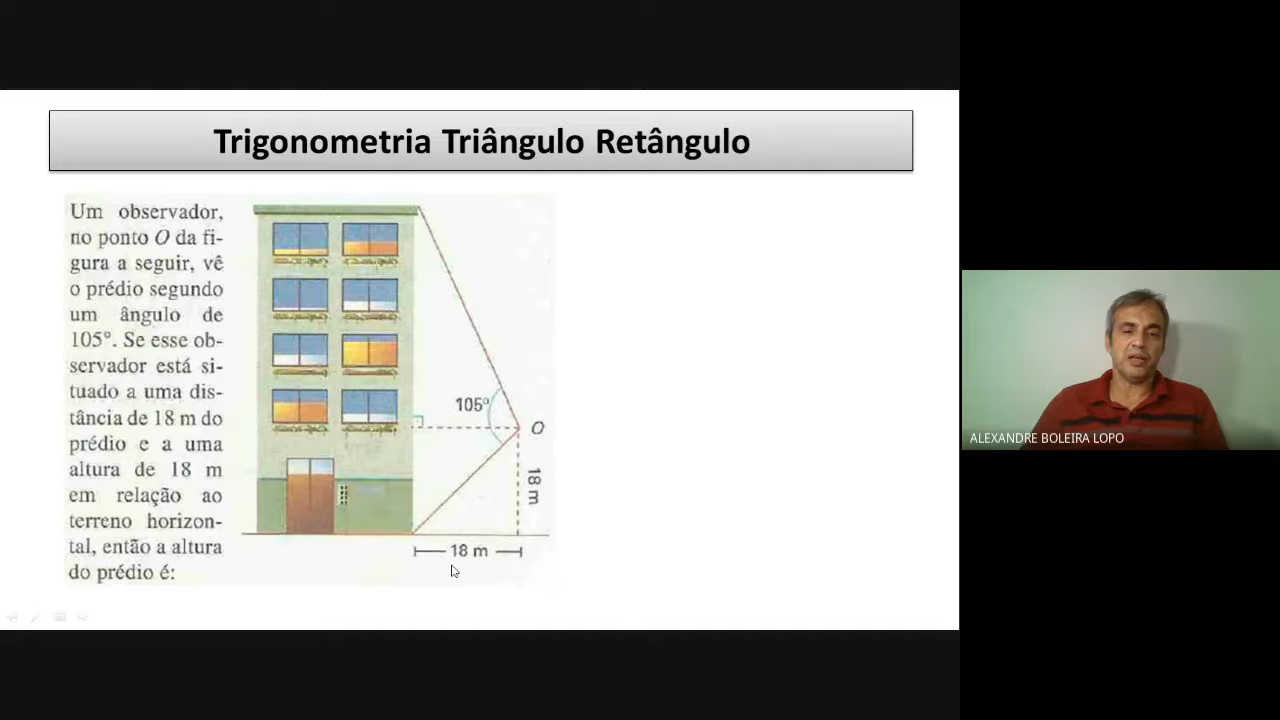 Trigonometria Triângulo Retângulo
Um observador,
no ponto O da fi-
gura a seguir, vê
o prédio segundo
um ângulo de
105º. Se esse ob-
servador está si-
tuado a uma dis-
tância de 18 m do
prédio e a uma
altura de 18 m
em relação ao
terreno horizon-
tal, então a altura
do prédio é:
105º
O
18 m
18 m
ALEXANDRE BOLEIRA LOPO